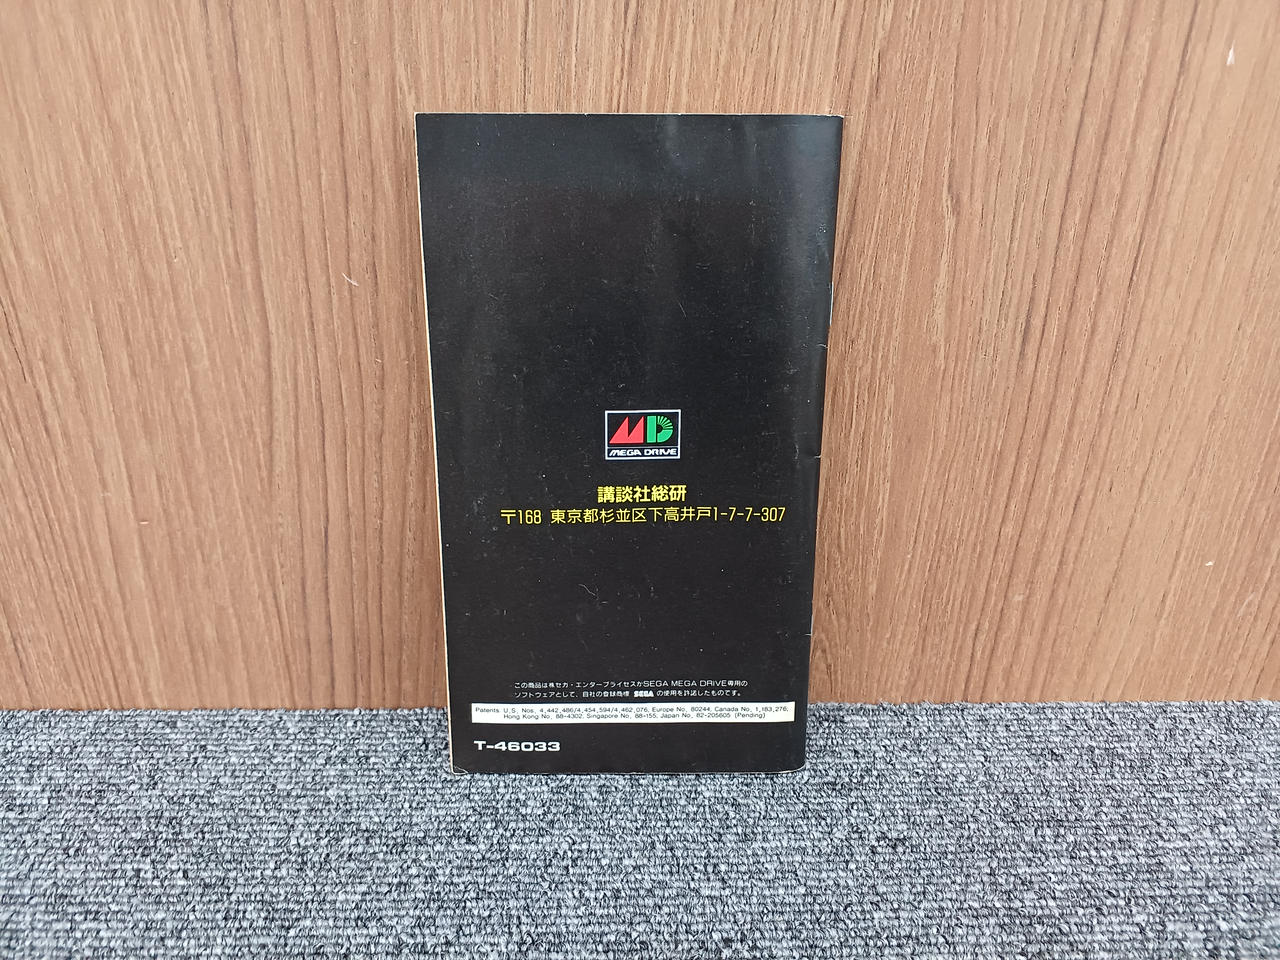 MD
MEGA DRIVE
講談社総研
〒168 東京都杉並区下高井戸1-7-7-307
この商品は㈱セガ・エンタープライゼスがSEGA MEGA DRIVE専用の
ソフトウェアとして、自社の登録商標 SEGA の使用を許諾したものです。
Patents: U.S. Nos. 4,442,486/4,454,594/4,462,076, Europe No. 80244, Canada No. 1,183,276,
Hong Kong No. 88-4302, Singapore No. 88-155, Japan No. 82-205605 (Pending)
T-46033